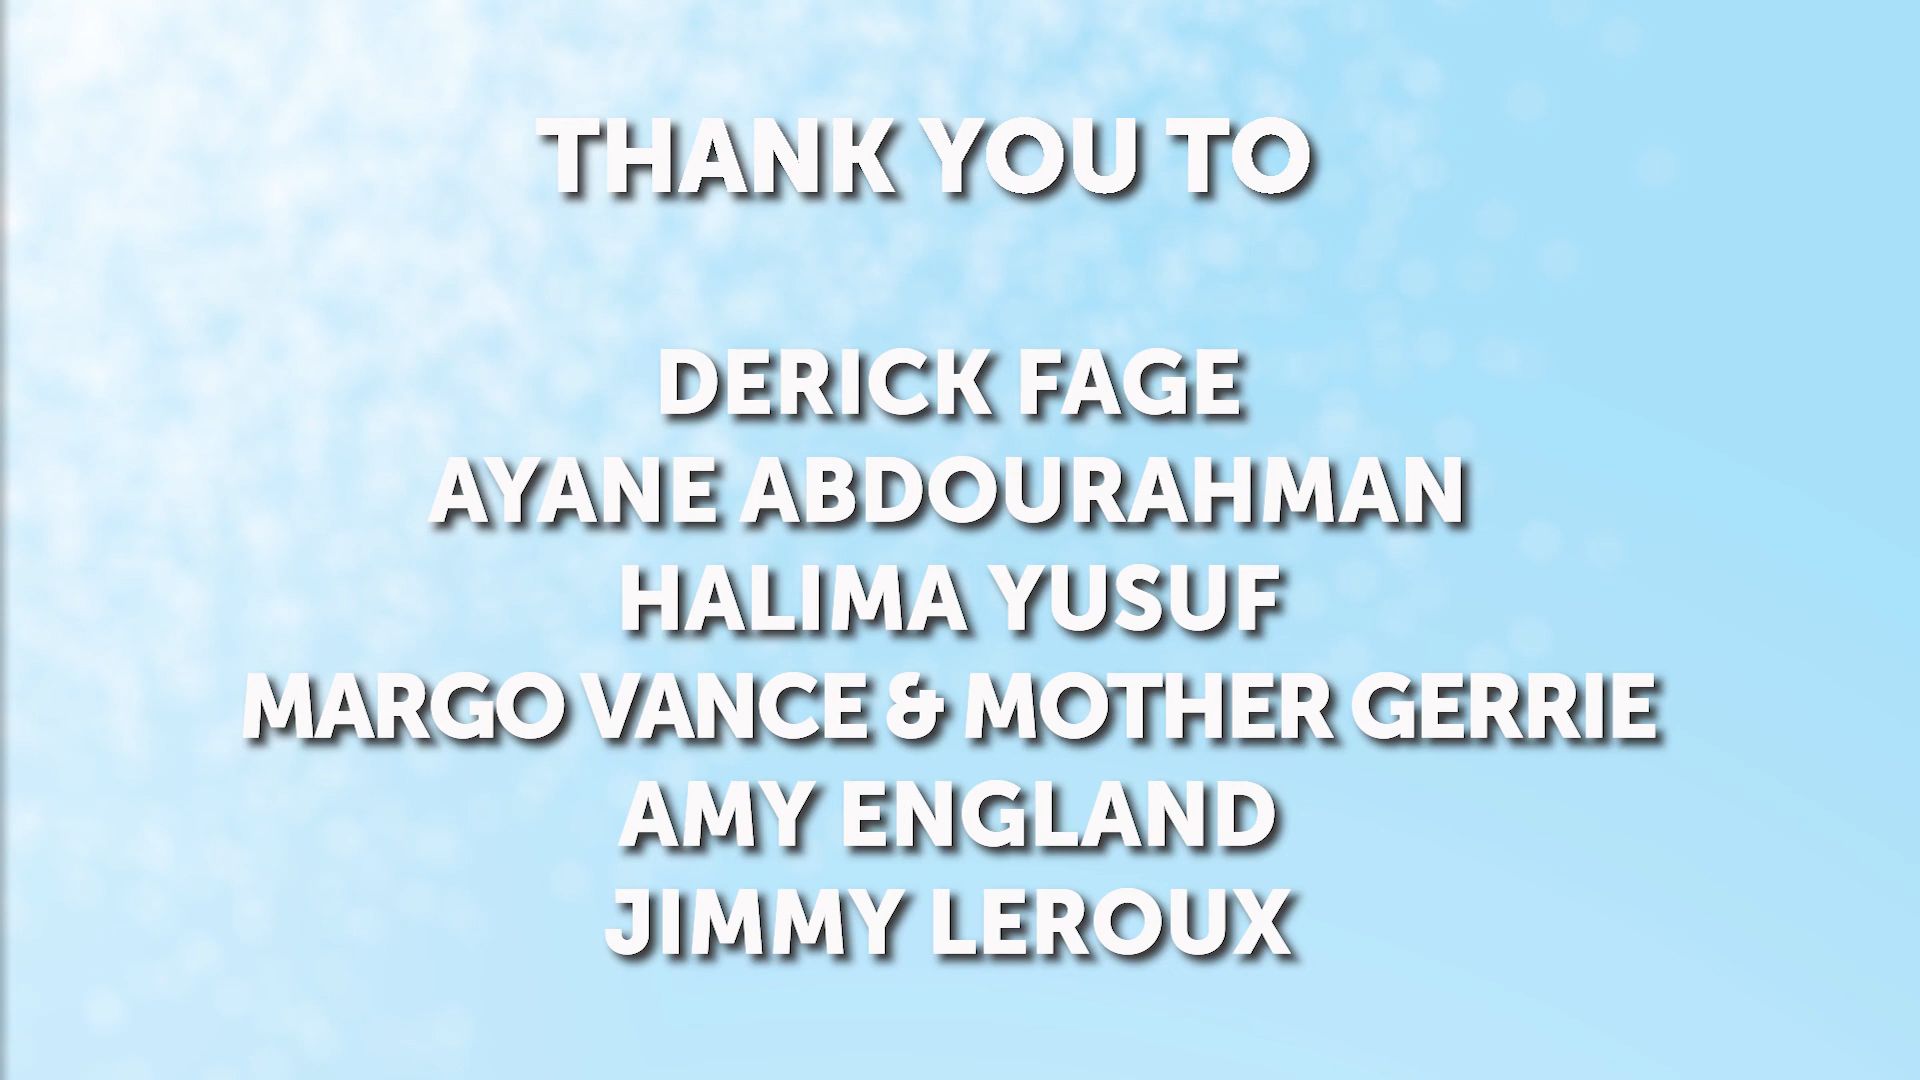 THANK YOU TO
DERICK FAGE
AYANE ABDOURAHMAN
HALIMA YUSUF
MARGO VANCE & MOTHER GERRIE
AMY ENGLAND
JIMMY LEROUX